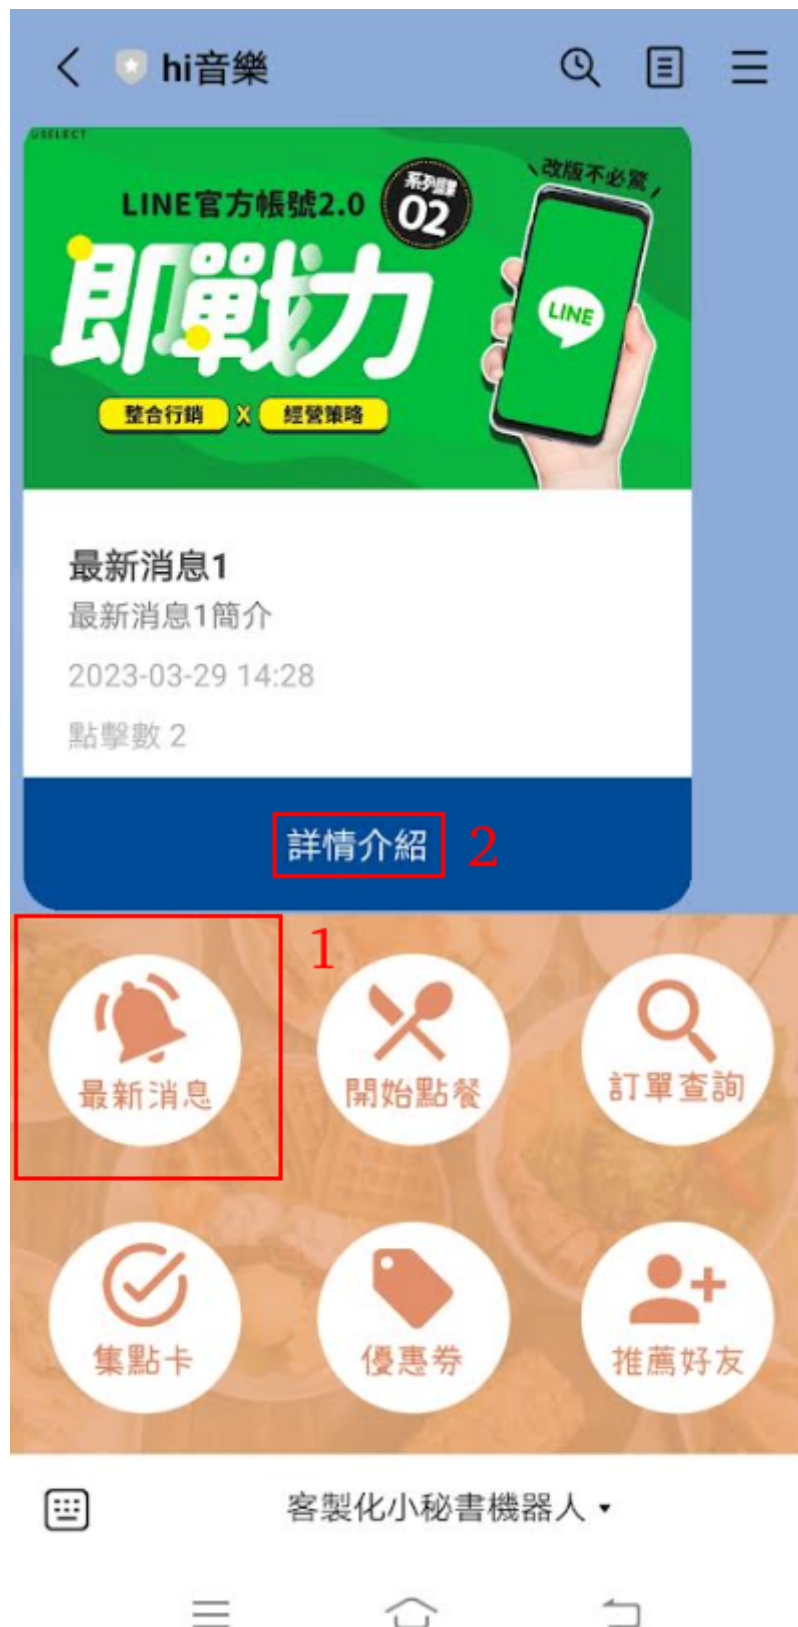 hi音樂
USELECT
改版不必驚
系列課
LINE官方帳號2.0
02
即戰力
LINE
整合行銷 X 經營策略
最新消息1
最新消息1簡介
2023-03-29 14:28
點擊數 2
詳情介紹 2
1
最新消息 開始點餐 訂單查詢
集點卡 優惠券 推薦好友
客製化小秘書機器人